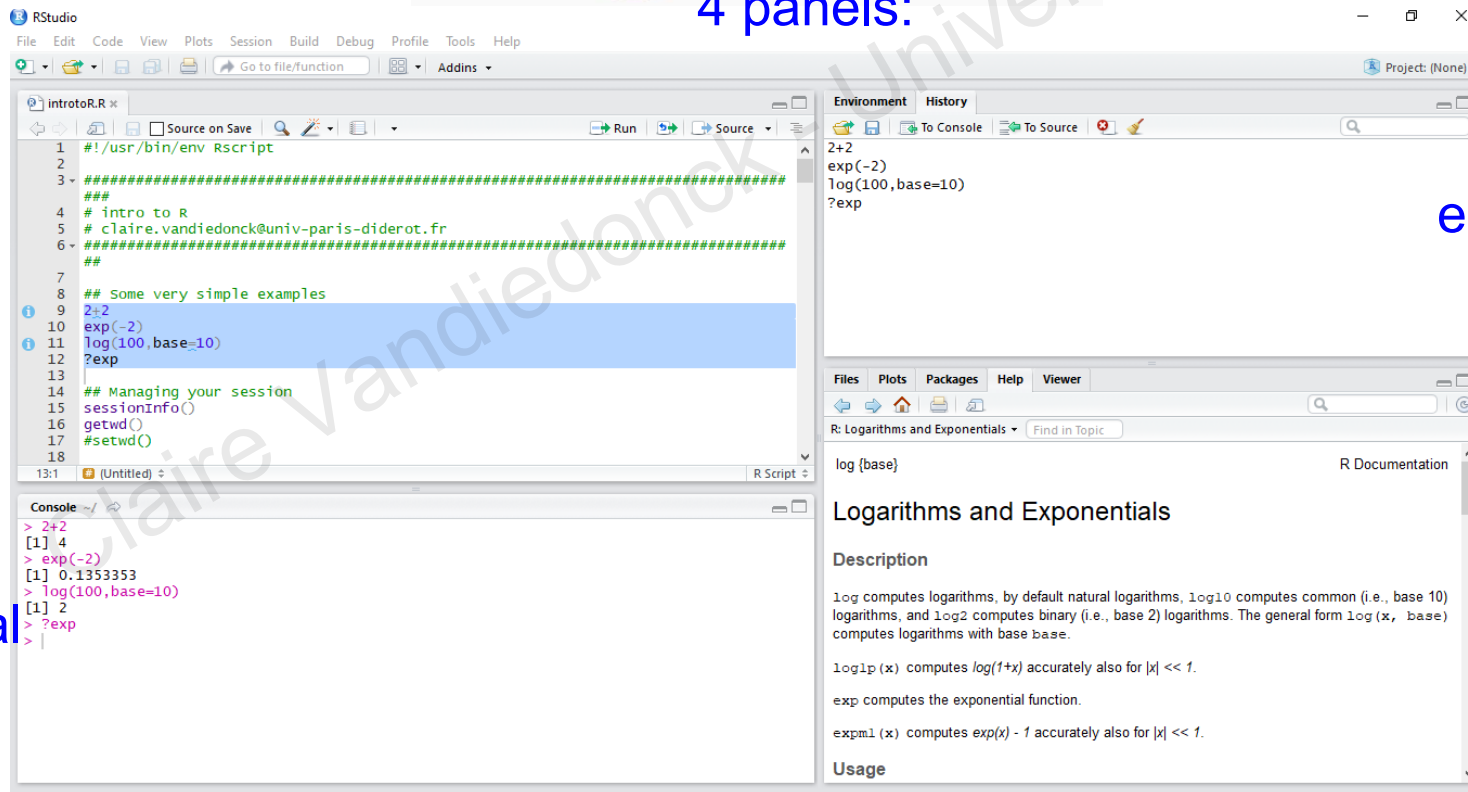 4 panels:
RStudio
File Edit Code View Plots Session Build Debug Profile Tools Help
Go to file/function Addins Project: (None)
introtoR.R
Source on Save Run Source
1 #!/usr/bin/env Rscript
2
3 #################################################################################
###
4 # intro to R
5 # claire.vandiedonck@univ-paris-diderot.fr
6 #################################################################################
##
7
8 ## Some very simple examples
9 2+2
10 exp(-2)
11 log(100,base=10)
12 ?exp
13
14 ## Managing your session
15 sessionInfo()
16 getwd()
17 #setwd()
18
13:1 # (Untitled) R Script
Console ~/
> 2+2
[1] 4
> exp(-2)
[1] 0.1353353
> log(100,base=10)
[1] 2
> ?exp
>
al
Environment History
To Console To Source
2+2
exp(-2)
log(100,base=10)
?exp
e
Files Plots Packages Help Viewer
R: Logarithms and Exponentials Find in Topic
log {base} R Documentation
Logarithms and Exponentials
Description
log computes logarithms, by default natural logarithms, log10 computes common (i.e., base 10)
logarithms, and log2 computes binary (i.e., base 2) logarithms. The general form log(x, base)
computes logarithms with base base.
log1p(x) computes log(1+x) accurately also for |x| << 1.
exp computes the exponential function.
expm1(x) computes exp(x) - 1 accurately also for |x| << 1.
Usage
Claire Vandiedonck - Univer